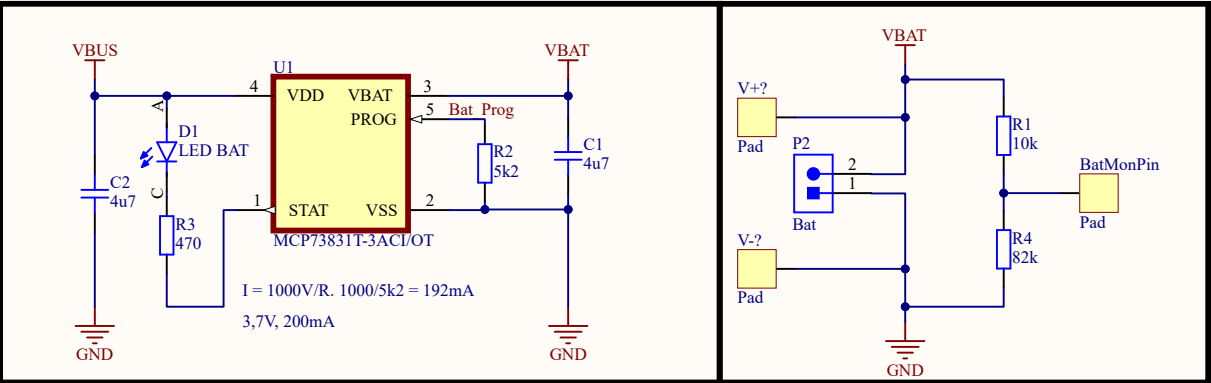 VBUS
VBAT
U1
4
VDD
VBAT
3
A
PROG
5
Bat_Prog
D1
LED BAT
R2
5k2
C1
4u7
C2
4u7
C
1
STAT
VSS
2
R3
470
MCP73831T-3ACI/OT
I = 1000V/R. 1000/5k2 = 192mA
3,7V, 200mA
GND
GND
VBAT
V+?
Pad
R1
10k
P2
2
1
Bat
BatMonPin
Pad
V-?
Pad
R4
82k
GND